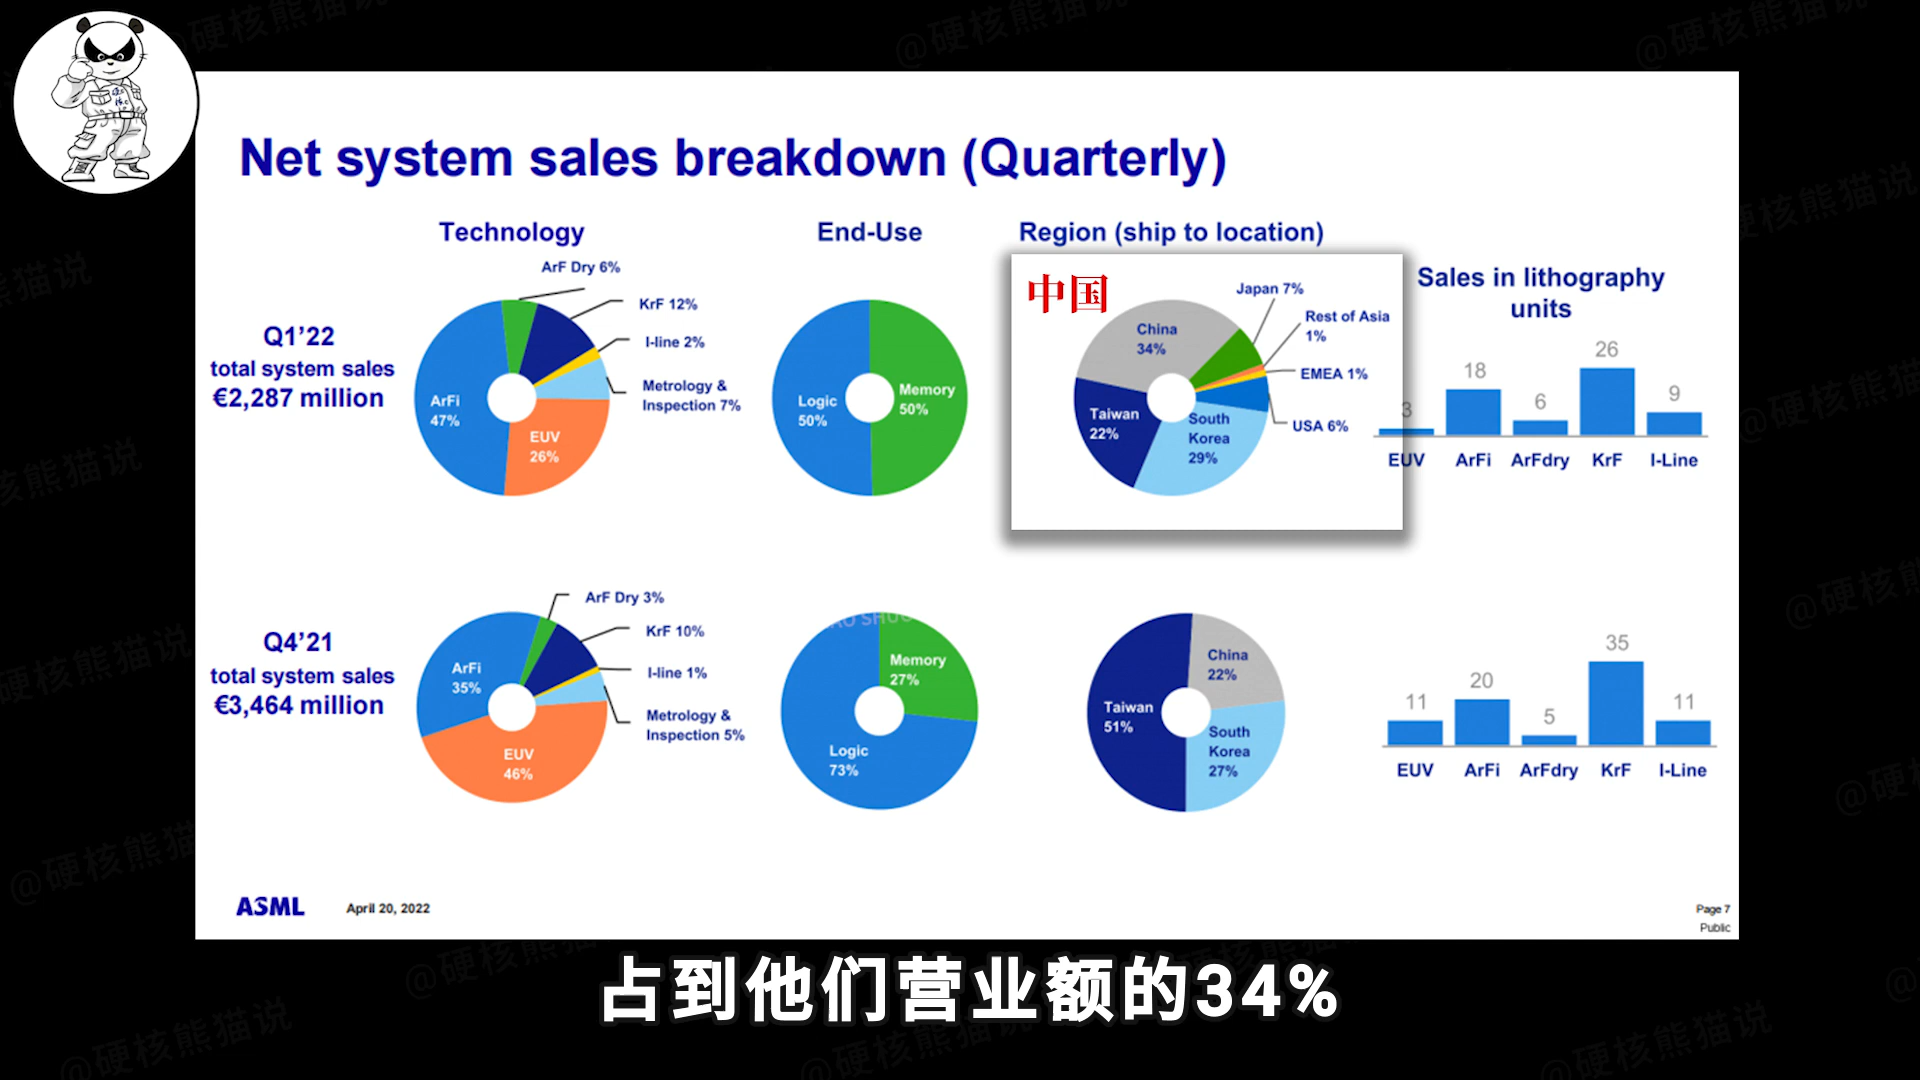 Net system sales breakdown (Quarterly)
Technology
End-Use
Region (ship to location)
Sales in lithography
units
Q1’22
total system sales
€2,287 million
ArF Dry 6%
KrF 12%
I-line 2%
Metrology &
Inspection 7%
ArFi
47%
EUV
26%
Logic
50%
Memory
50%
中国
China
34%
Japan 7%
Rest of Asia
1%
EMEA 1%
USA 6%
Taiwan
22%
South
Korea
29%
3
18
6
26
9
EUV
ArFi
ArFdry
KrF
I-Line
Q4’21
total system sales
€3,464 million
ArF Dry 3%
KrF 10%
I-line 1%
Metrology &
Inspection 5%
ArFi
35%
EUV
46%
Memory
27%
Logic
73%
China
22%
Taiwan
51%
South
Korea
27%
11
20
5
35
11
EUV
ArFi
ArFdry
KrF
I-Line
ASML
April 20, 2022
Page 7
Public
占到他们营业额的34%
@硬核熊猫说